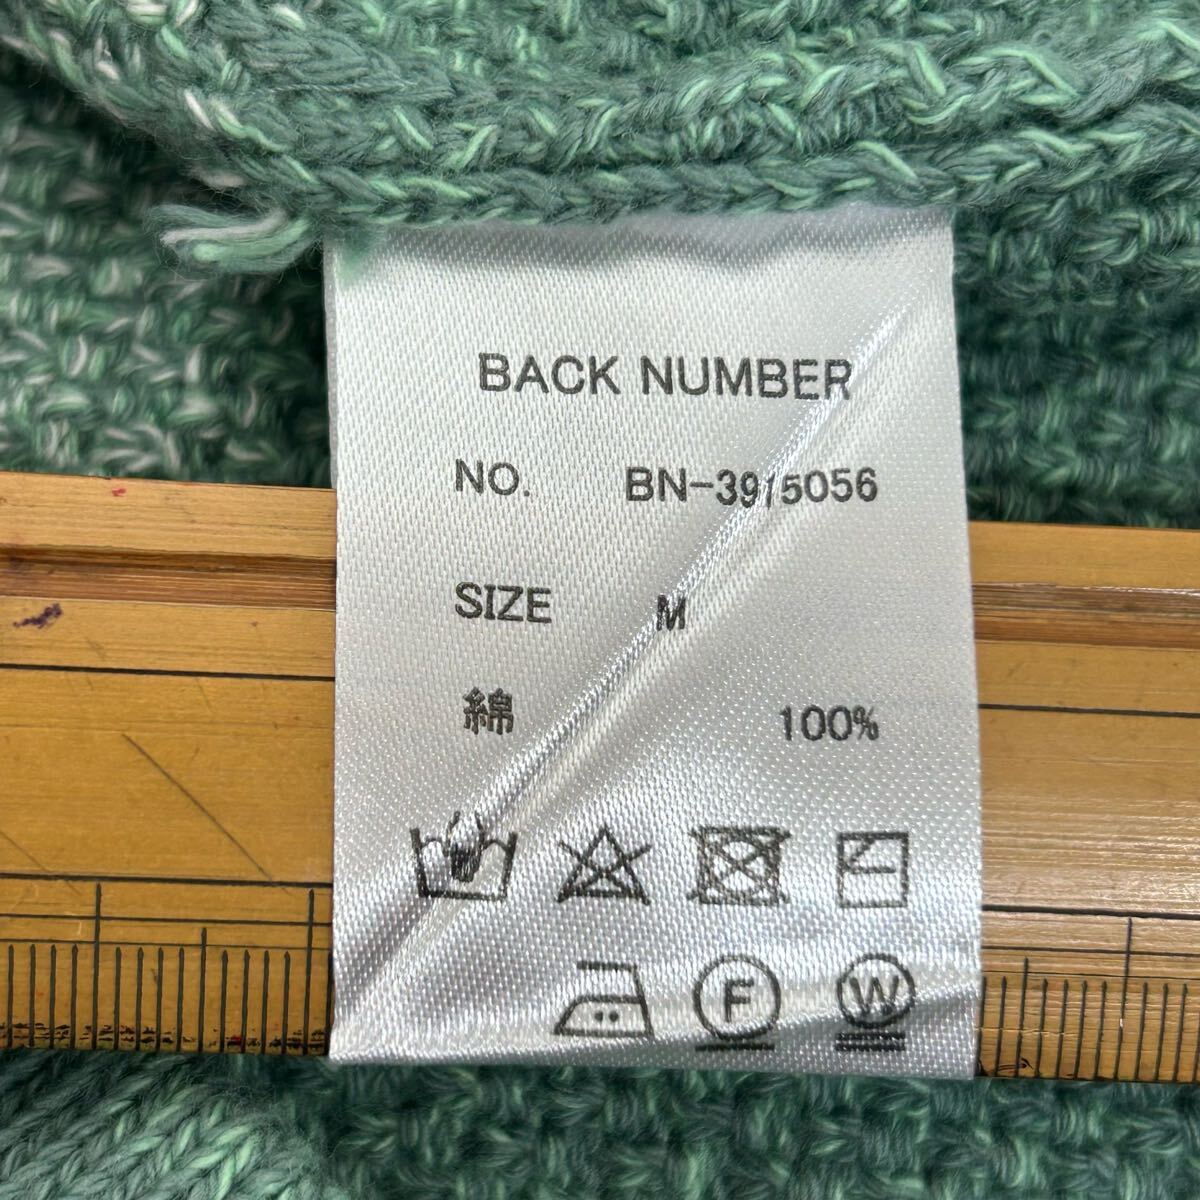 BACK NUMBER
NO. BN-3915056
SIZE M
綿 100%
F W